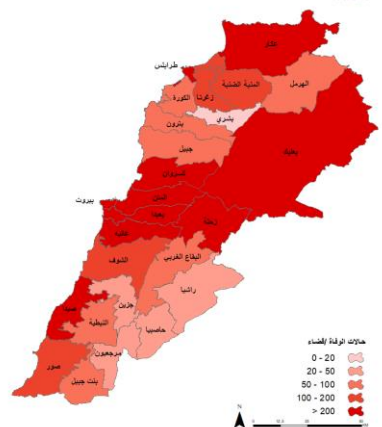 عكار
طرابلس
المنية الضنية
زغرتا
الكورة
الهرمل
بشري
بترون
جبيل
بعلبك
كسروان
المتن
بيروت
بعبدا
زحلة
عاليه
البقاع الغربي
الشوف
راشيا
جزين
صيدا
النبطية
حاصبيا
مرجعيون
صور
بنت جبيل
حالات الوفاة /قضاء
0 - 20
20 - 50
50 - 100
100 - 200
> 200
N